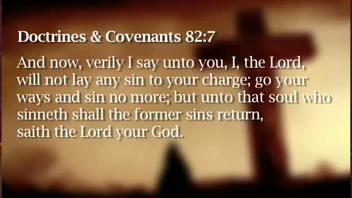 Doctrines & Covenants 82:7
And now, verily I say unto you, I, the Lord,
will not lay any sin to your charge; go your
ways and sin no more; but unto that soul who
sinneth shall the former sins return,
saith the Lord your God.